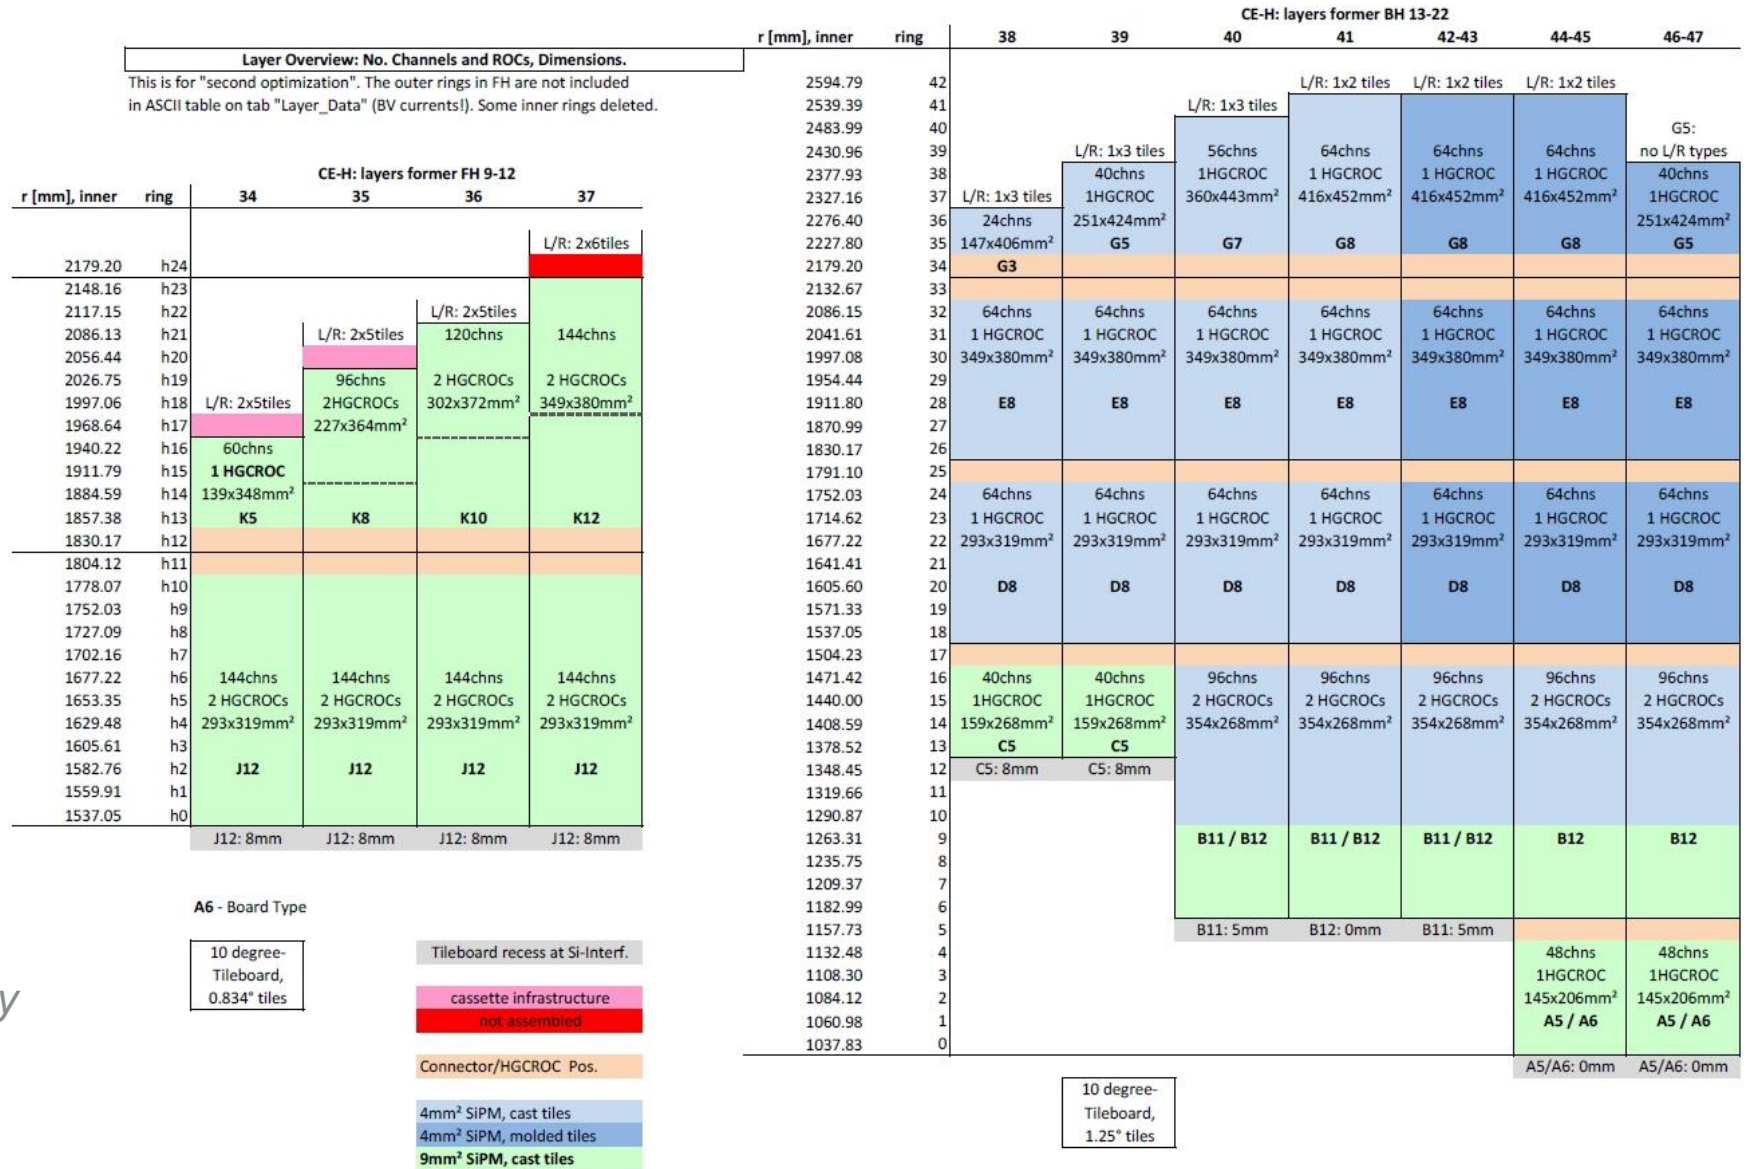 Layer Overview: No. Channels and ROCs, Dimensions.
This is for "second optimization". The outer rings in FH are not included
in ASCII table on tab "Layer_Data" (BV currents!). Some inner rings deleted.
CE-H: layers former FH 9-12
r [mm], inner ring 34 35 36 37
L/R: 2x6tiles
2179.20 h24
2148.16 h23
2117.15 h22 L/R: 2x5tiles
2086.13 h21 L/R: 2x5tiles 120chns 144chns
2056.44 h20
2026.75 h19 96chns 2 HGCROCs 2 HGCROCs
1997.06 h18 L/R: 2x5tiles 2HGCROCs 302x372mm² 349x380mm²
1968.64 h17 227x364mm²
1940.22 h16 60chns
1911.79 h15 1 HGCROC
1884.59 h14 139x348mm²
1857.38 h13 K5 K8 K10 K12
1830.17 h12
1804.12 h11
1778.07 h10
1752.03 h9
1727.09 h8
1702.16 h7
1677.22 h6 144chns 144chns 144chns 144chns
1653.35 h5 2 HGCROCs 2 HGCROCs 2 HGCROCs 2 HGCROCs
1629.48 h4 293x319mm² 293x319mm² 293x319mm² 293x319mm²
1605.61 h3
1582.76 h2 J12 J12 J12 J12
1559.91 h1
1537.05 h0
J12: 8mm J12: 8mm J12: 8mm J12: 8mm
A6 - Board Type
10 degree-
Tileboard,
0.834° tiles
y
Tileboard recess at Si-Interf.
cassette infrastructure
not assembled
Connector/HGCROC Pos.
4mm² SiPM, cast tiles
4mm² SiPM, molded tiles
9mm² SiPM, cast tiles
CE-H: layers former BH 13-22
r [mm], inner ring 38 39 40 41 42-43 44-45 46-47
2594.79 42 L/R: 1x2 tiles L/R: 1x2 tiles L/R: 1x2 tiles
2539.39 41 L/R: 1x3 tiles
2483.99 40 G5:
2430.96 39 L/R: 1x3 tiles 56chns 64chns 64chns 64chns no L/R types
2377.93 38 40chns 1HGCROC 1 HGCROC 1 HGCROC 1 HGCROC 40chns
2327.16 37 L/R: 1x3 tiles 1HGCROC 360x443mm² 416x452mm² 416x452mm² 416x452mm² 1HGCROC
2276.40 36 24chns 251x424mm² 251x424mm²
2227.80 35 147x406mm² G5 G7 G8 G8 G8 G5
2179.20 34 G3
2132.67 33
2086.15 32 64chns 64chns 64chns 64chns 64chns 64chns 64chns
2041.61 31 1 HGCROC 1 HGCROC 1 HGCROC 1 HGCROC 1 HGCROC 1 HGCROC 1 HGCROC
1997.08 30 349x380mm² 349x380mm² 349x380mm² 349x380mm² 349x380mm² 349x380mm² 349x380mm²
1954.44 29
1911.80 28 E8 E8 E8 E8 E8 E8 E8
1870.99 27
1830.17 26
1791.10 25
1752.03 24 64chns 64chns 64chns 64chns 64chns 64chns 64chns
1714.62 23 1 HGCROC 1 HGCROC 1 HGCROC 1 HGCROC 1 HGCROC 1 HGCROC 1 HGCROC
1677.22 22 293x319mm² 293x319mm² 293x319mm² 293x319mm² 293x319mm² 293x319mm² 293x319mm²
1641.41 21
1605.60 20 D8 D8 D8 D8 D8 D8 D8
1571.33 19
1537.05 18
1504.23 17
1471.42 16 40chns 40chns 96chns 96chns 96chns 96chns 96chns
1440.00 15 1HGCROC 1HGCROC 2 HGCROCs 2 HGCROCs 2 HGCROCs 2 HGCROCs 2 HGCROCs
1408.59 14 159x268mm² 159x268mm² 354x268mm² 354x268mm² 354x268mm² 354x268mm² 354x268mm²
1378.52 13 C5 C5
1348.45 12 C5: 8mm C5: 8mm
1319.66 11
1290.87 10
1263.31 9 B11 / B12 B11 / B12 B11 / B12 B12 B12
1235.75 8
1209.37 7
1182.99 6
1157.73 5 B11: 5mm B12: 0mm B11: 5mm
1132.48 4 48chns 48chns
1108.30 3 1HGCROC 1HGCROC
1084.12 2 145x206mm² 145x206mm²
1060.98 1 A5 / A6 A5 / A6
1037.83 0
A5/A6: 0mm A5/A6: 0mm
10 degree-
Tileboard,
1.25° tiles